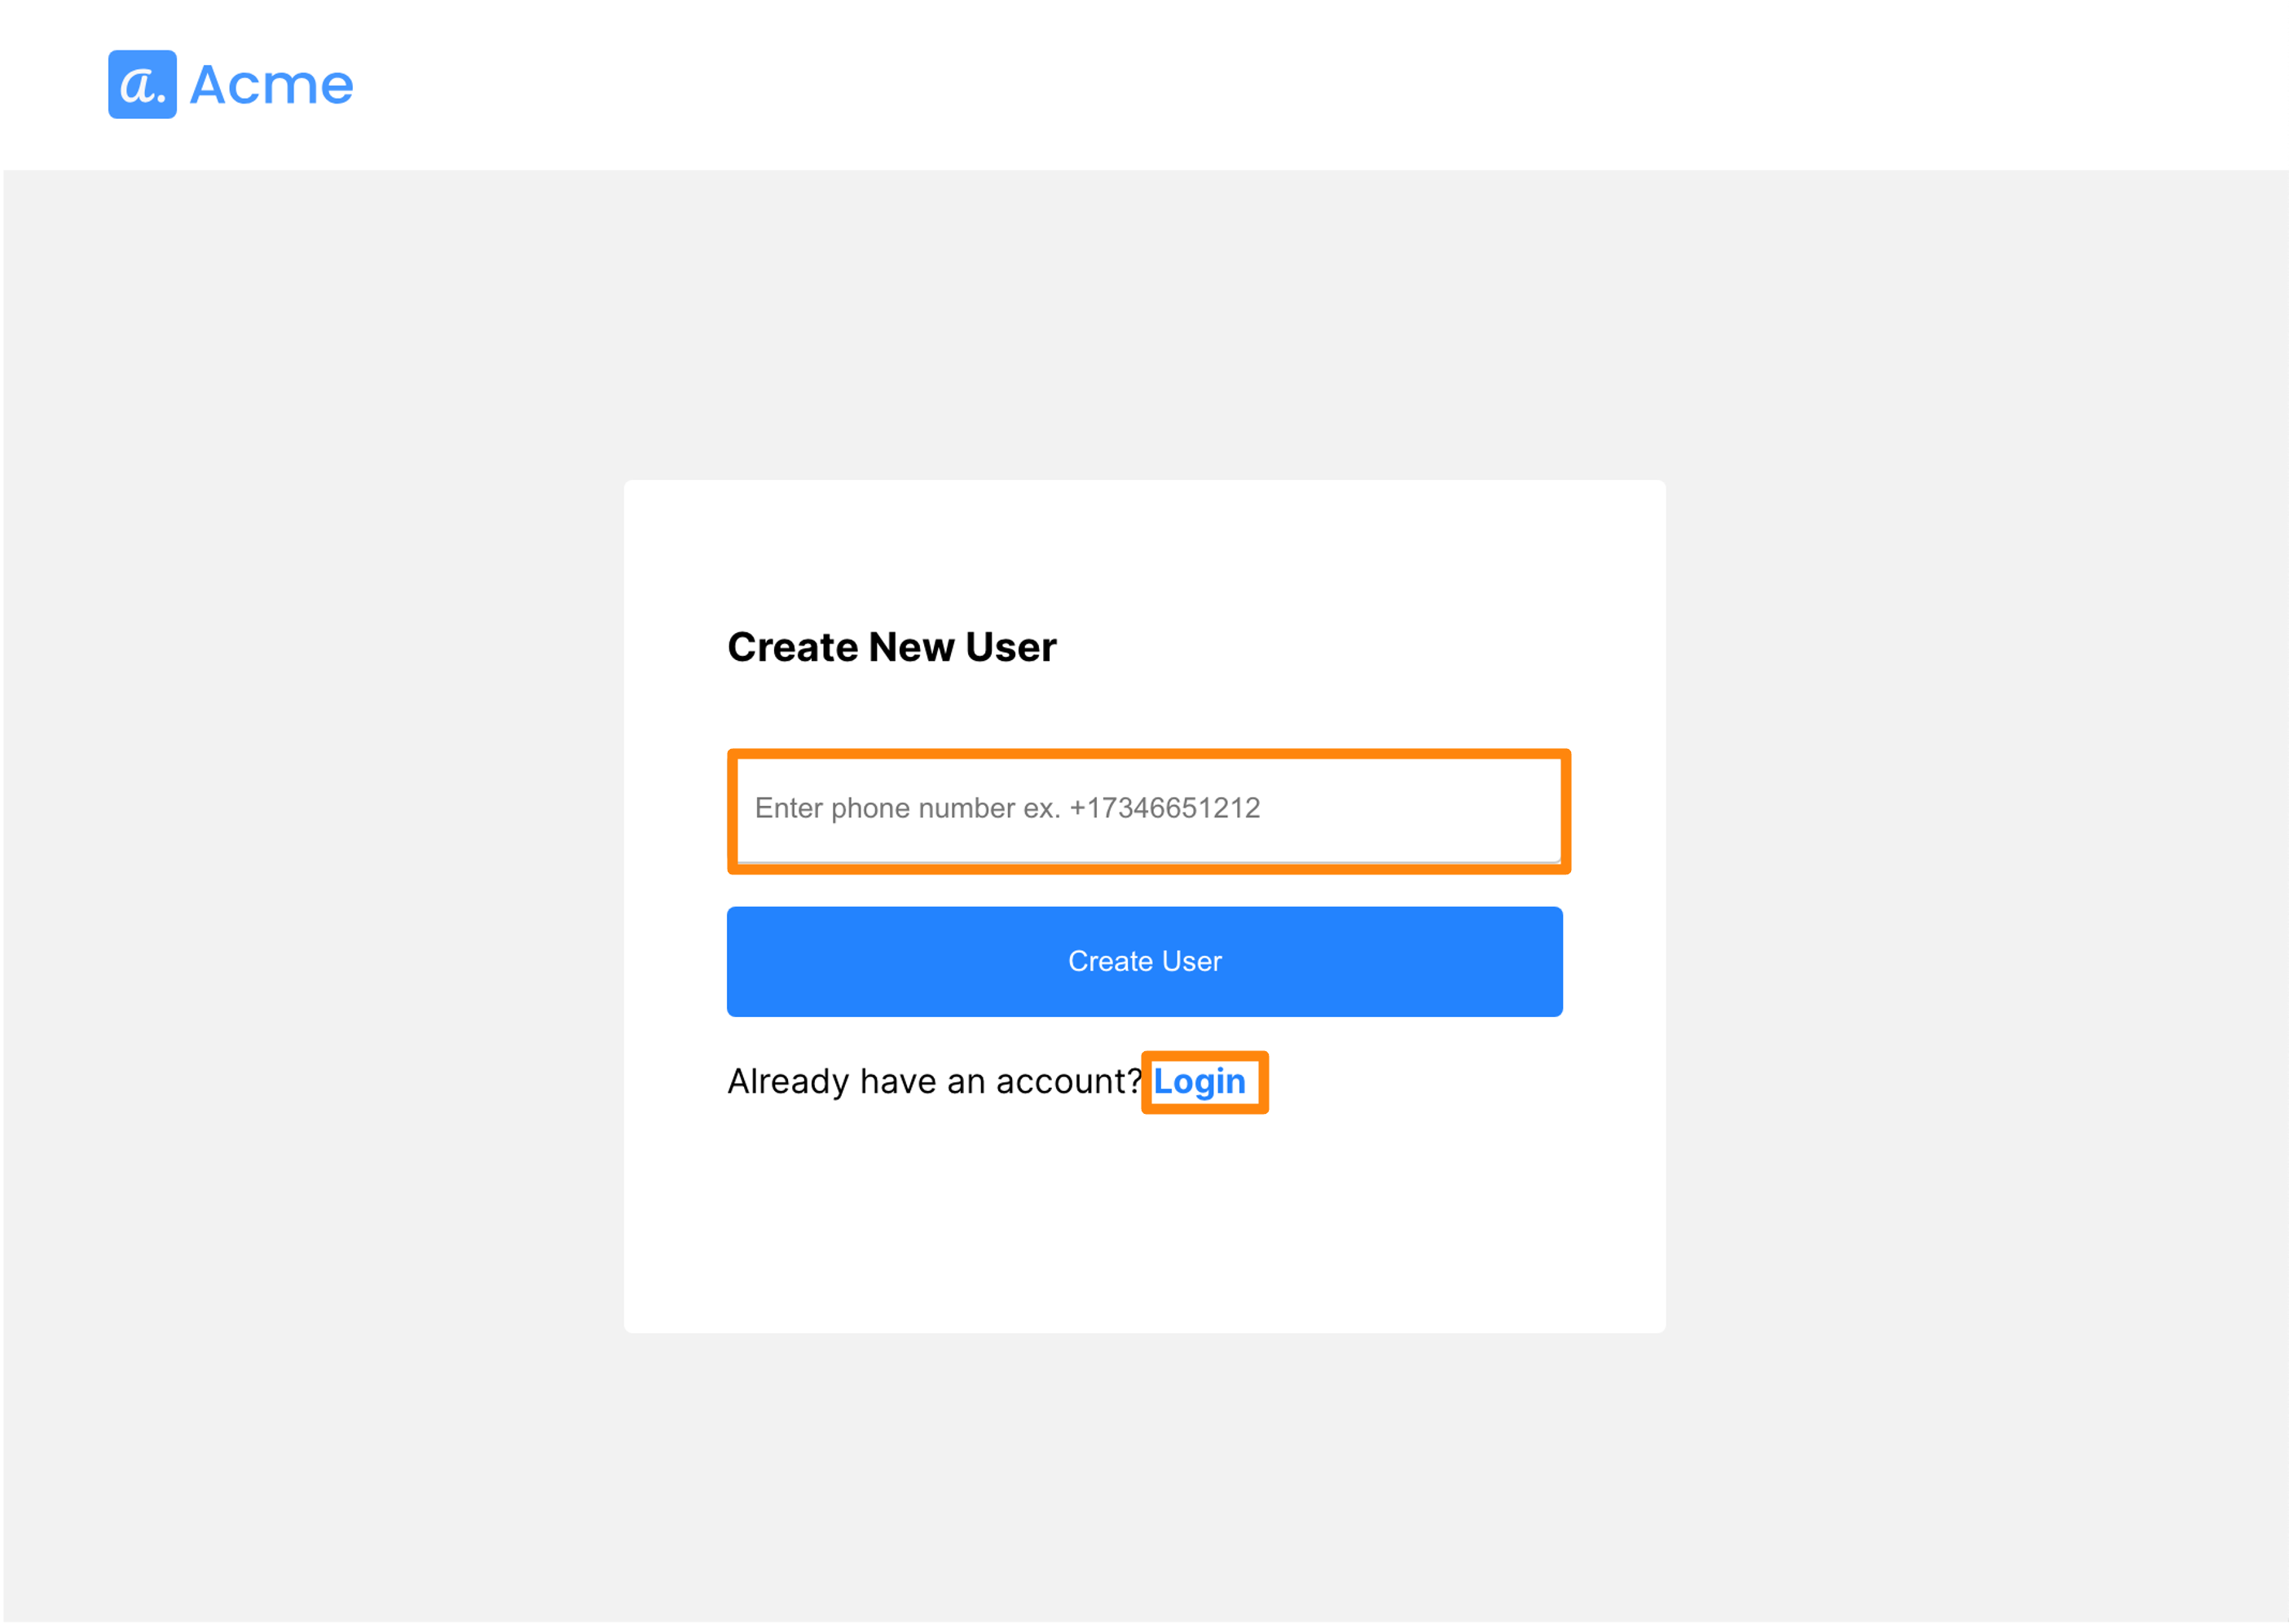 a. Acme
Create New User
Enter phone number ex. +17346651212
Create User
Already have an account? Login